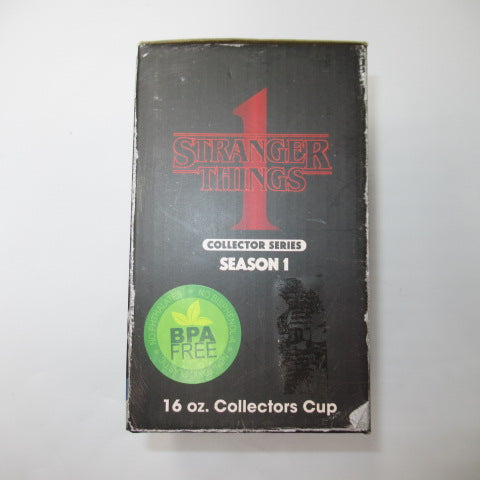 1
STRANGER
THINGS
COLLECTOR SERIES
SEASON 1
BPA
FREE
16 oz. Collectors Cup